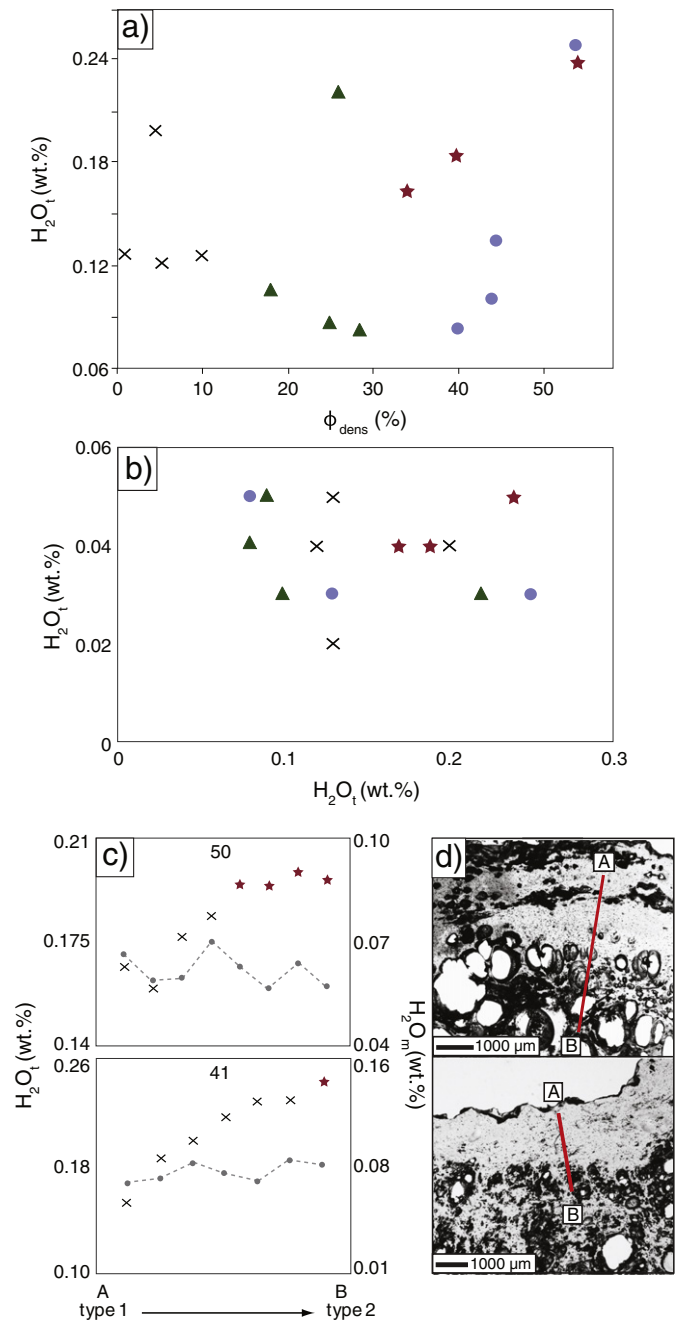 a)
0.24
0.18
0.12
0.06
H2Ot (wt.%)
0 10 20 30 40 50
ϕdens (%)
b)
0.06
0.04
0.02
0
H2Ot (wt.%)
0 0.1 0.2 0.3
H2Ot (wt.%)
c)
50
0.21
0.175
0.14
0.10
0.07
0.04
41
0.26
0.18
0.10
0.16
0.08
0.01
H2Ot (wt.%)
H2Om (wt.%)
A B
type 1 type 2
d)
A
B
1000 µm
A
B
1000 µm